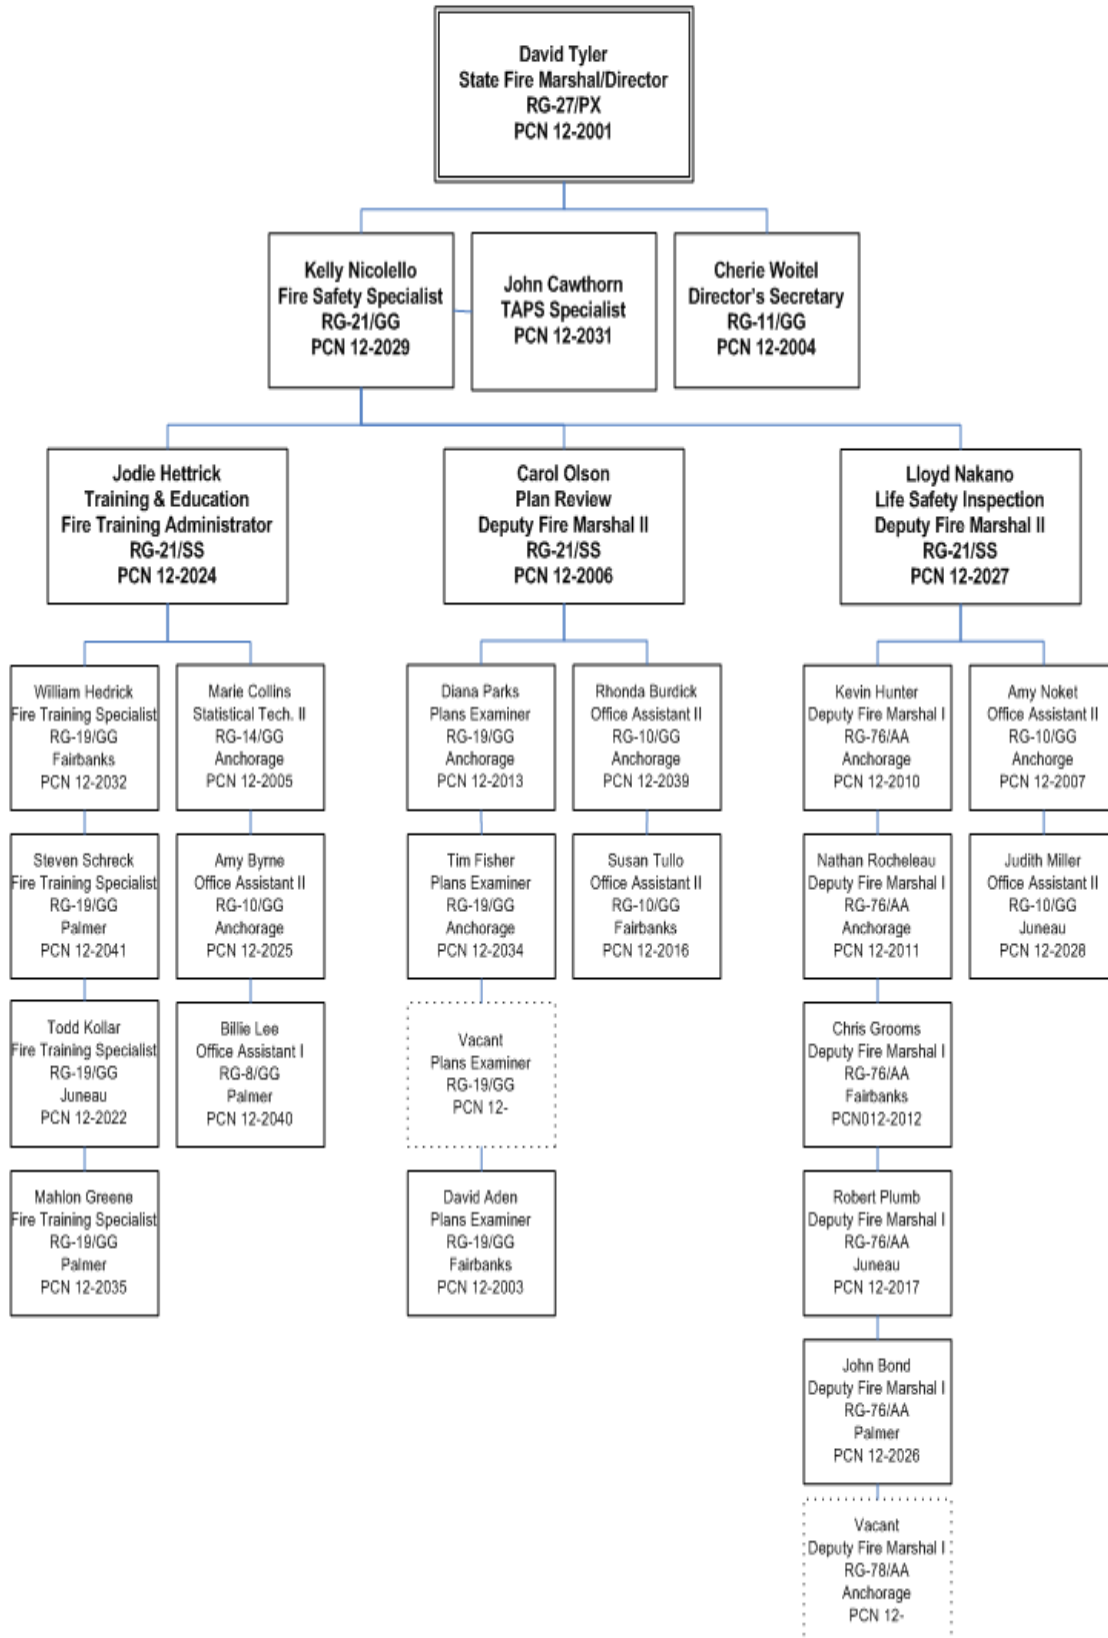 David Tyler
State Fire Marshal/Director
RG-27/PX
PCN 12-2001
Kelly Nicolello
Fire Safety Specialist
RG-21/GG
PCN 12-2029
John Cawthorn
TAPS Specialist
PCN 12-2031
Cherie Woitel
Director's Secretary
RG-11/GG
PCN 12-2004
Jodie Hettrick
Training & Education
Fire Training Administrator
RG-21/SS
PCN 12-2024
Carol Olson
Plan Review
Deputy Fire Marshal II
RG-21/SS
PCN 12-2006
Lloyd Nakano
Life Safety Inspection
Deputy Fire Marshal II
RG-21/SS
PCN 12-2027
William Hedrick
Fire Training Specialist
RG-19/GG
Fairbanks
PCN 12-2032
Marie Collins
Statistical Tech. II
RG-14/GG
Anchorage
PCN 12-2005
Diana Parks
Plans Examiner
RG-19/GG
Anchorage
PCN 12-2013
Rhonda Burdick
Office Assistant II
RG-10/GG
Anchorage
PCN 12-2039
Kevin Hunter
Deputy Fire Marshal I
RG-76/AA
Anchorage
PCN 12-2010
Amy Noket
Office Assistant II
RG-10/GG
Anchorge
PCN 12-2007
Steven Schreck
Fire Training Specialist
RG-19/GG
Palmer
PCN 12-2041
Amy Byrne
Office Assistant II
RG-10/GG
Anchorage
PCN 12-2025
Tim Fisher
Plans Examiner
RG-19/GG
Anchorage
PCN 12-2034
Susan Tullo
Office Assistant II
RG-10/GG
Fairbanks
PCN 12-2016
Nathan Rocheleau
Deputy Fire Marshal I
RG-76/AA
Anchorage
PCN 12-2011
Judith Miller
Office Assistant II
RG-10/GG
Juneau
PCN 12-2028
Todd Kollar
Fire Training Specialist
RG-19/GG
Juneau
PCN 12-2022
Billie Lee
Office Assistant I
RG-8/GG
Palmer
PCN 12-2040
Vacant
Plans Examiner
RG-19/GG
PCN 12-
Chris Grooms
Deputy Fire Marshal I
RG-76/AA
Fairbanks
PCN012-2012
Mahlon Greene
Fire Training Specialist
RG-19/GG
Palmer
PCN 12-2035
David Aden
Plans Examiner
RG-19/GG
Fairbanks
PCN 12-2003
Robert Plumb
Deputy Fire Marshal I
RG-76/AA
Juneau
PCN 12-2017
John Bond
Deputy Fire Marshal I
RG-76/AA
Palmer
PCN 12-2026
Vacant
Deputy Fire Marshal I
RG-78/AA
Anchorage
PCN 12-